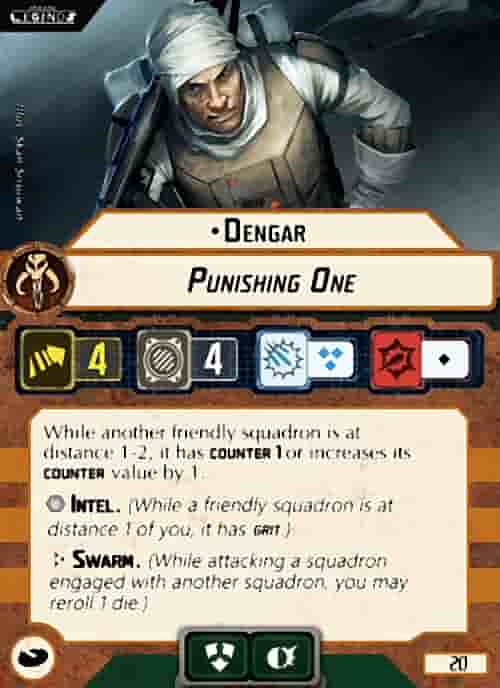 LEGENDS
• DENGAR
PUNISHING ONE
4 4
While another friendly squadron is at
distance 1-2, it has COUNTER 1 or increases its
COUNTER value by 1.
INTEL. (While a friendly squadron is at
distance 1 of you, it has GRIT.)
SWARM. (While attacking a squadron
engaged with another squadron, you may
reroll 1 die.)
20